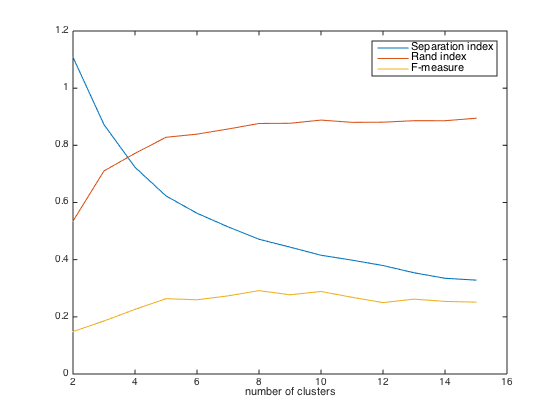 1.2
1
0.8
0.6
0.4
0.2
0
Separation index
Rand index
F-measure
2 4 6 8 10 12 14 16
number of clusters